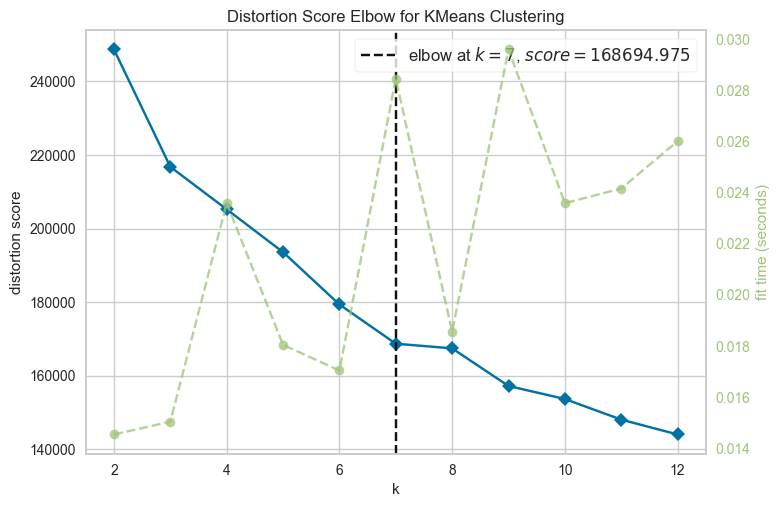 Distortion Score Elbow for KMeans Clustering
elbow at k = 7, score = 168694.975
240000
220000
200000
180000
160000
140000
distortion score
0.030
0.028
0.026
0.024
0.022
0.020
0.018
0.016
0.014
fit time (seconds)
2 4 6 8 10 12
k